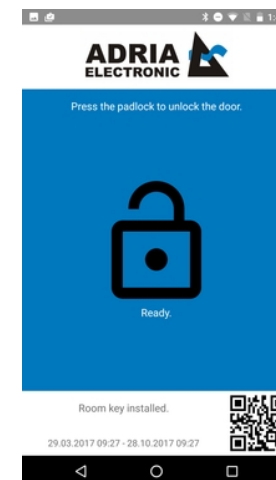 ADRIA
ELECTRONIC
Press the padlock to unlock the door.
Ready.
Room key installed.
29.03.2017 09:27 - 28.10.2017 09:27